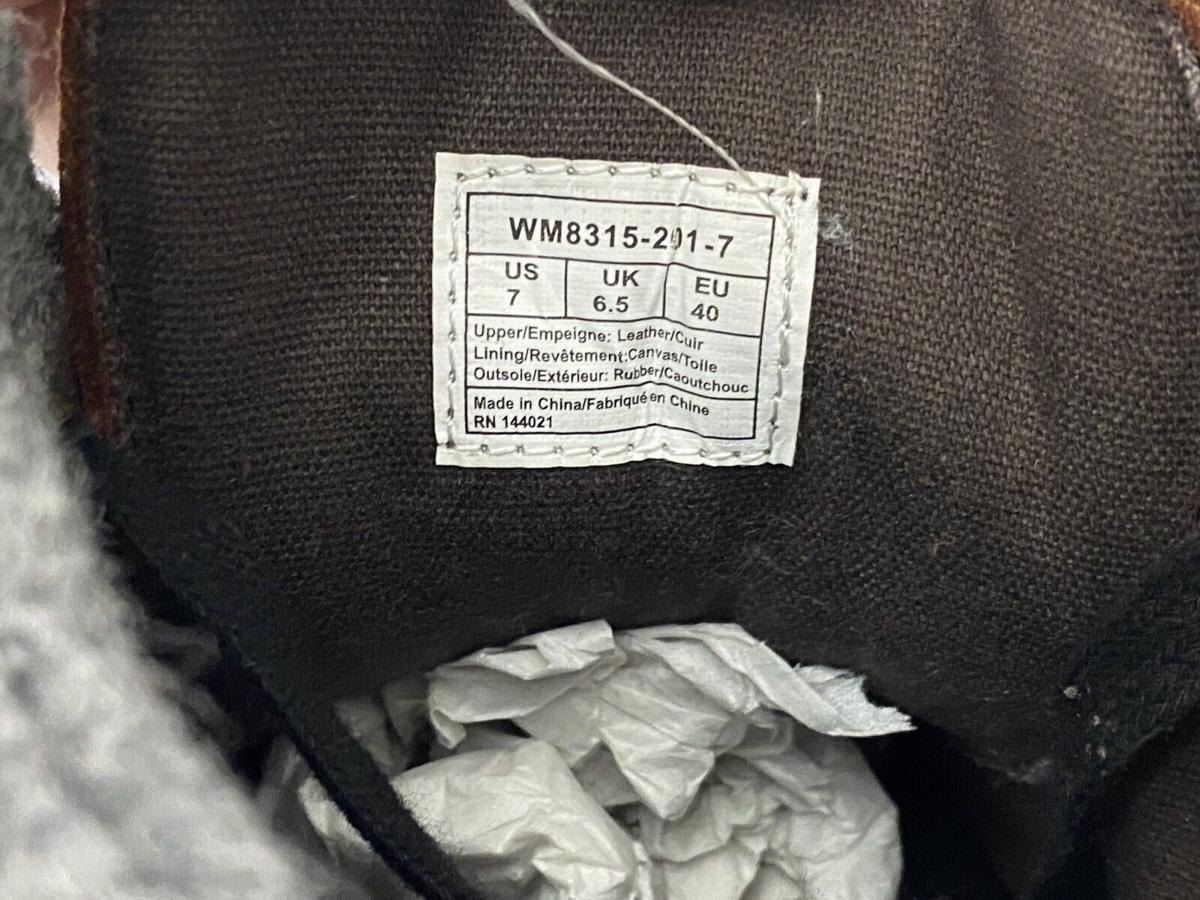 WM8315-201-7
US UK EU
7 6.5 40
Upper/Empeigne: Leather/Cuir
Lining/Revêtement:Canvas/Toile
Outsole/Extérieur: Rubber/Caoutchouc
Made in China/Fabriqué en Chine
RN 144021